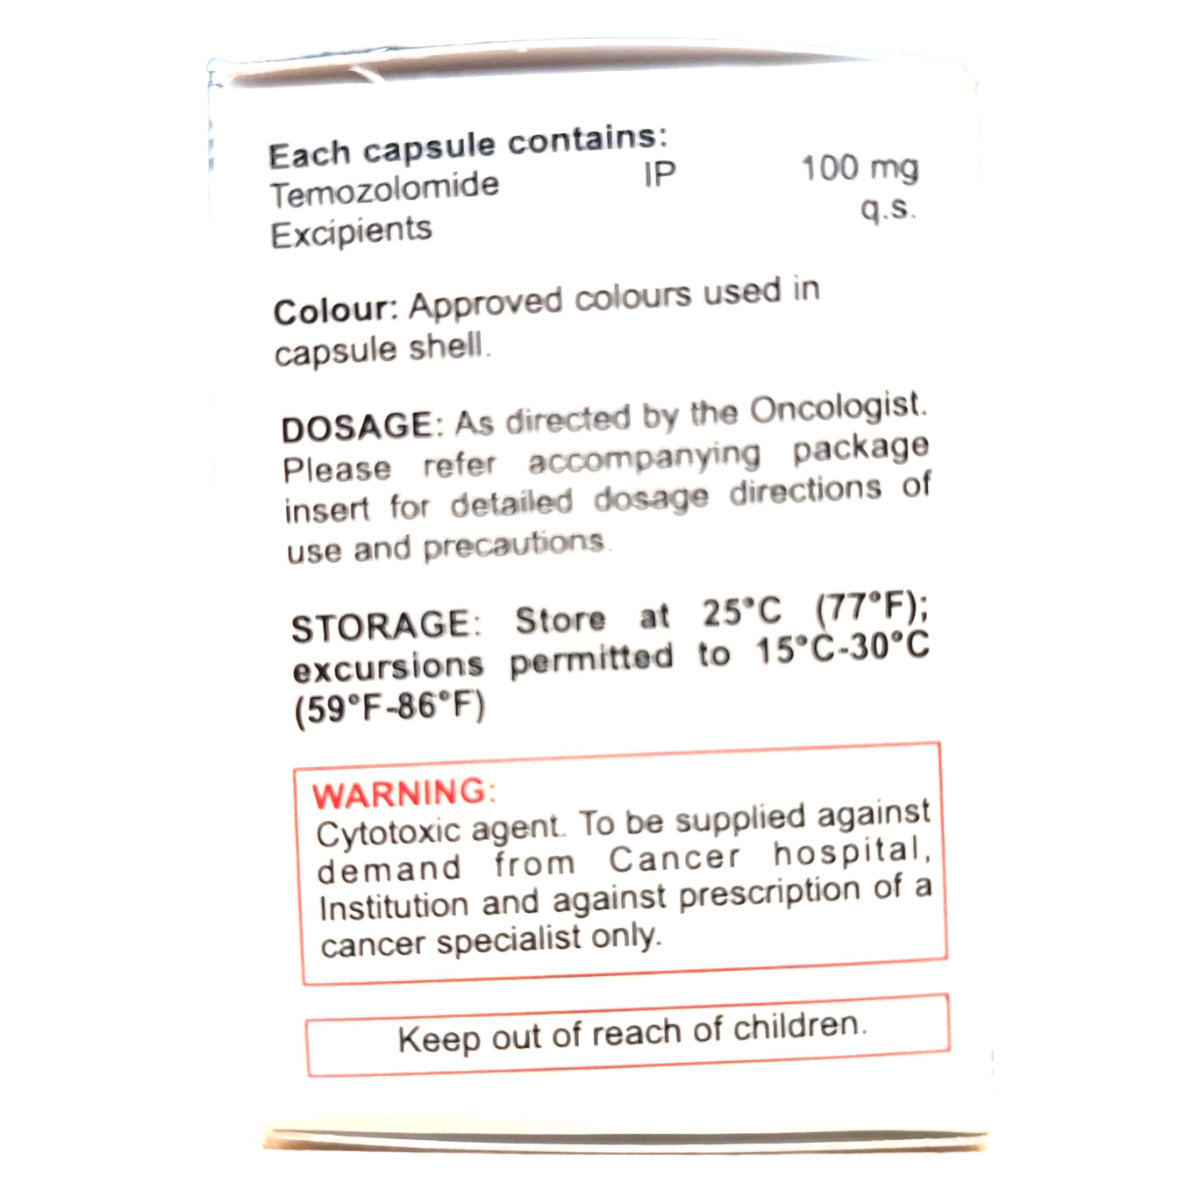 Each capsule contains:
Temozolomide IP 100 mg
Excipients q.s.
Colour: Approved colours used in
capsule shell.
DOSAGE: As directed by the Oncologist.
Please refer accompanying package
insert for detailed dosage directions of
use and precautions.
STORAGE: Store at 25°C (77°F);
excursions permitted to 15°C-30°C
(59°F-86°F)
WARNING:
Cytotoxic agent. To be supplied against
demand from Cancer hospital,
Institution and against prescription of a
cancer specialist only.
Keep out of reach of children.